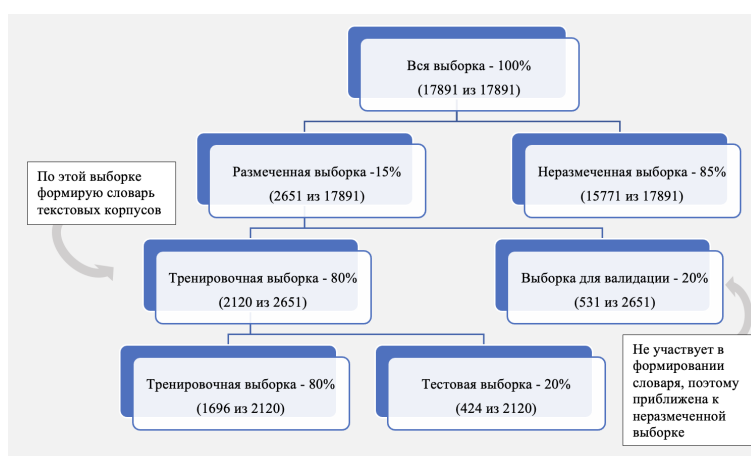 Вся выборка - 100%
(17891 из 17891)
Размеченная выборка -15%
(2651 из 17891)
Неразмеченная выборка - 85%
(15771 из 17891)
По этой выборке
формирую словарь
текстовых корпусов
Тренировочная выборка - 80%
(2120 из 2651)
Выборка для валидации - 20%
(531 из 2651)
Тренировочная выборка - 80%
(1696 из 2120)
Тестовая выборка - 20%
(424 из 2120)
Не участвует в
формировании
словаря, поэтому
приближена к
неразмеченной
выборке